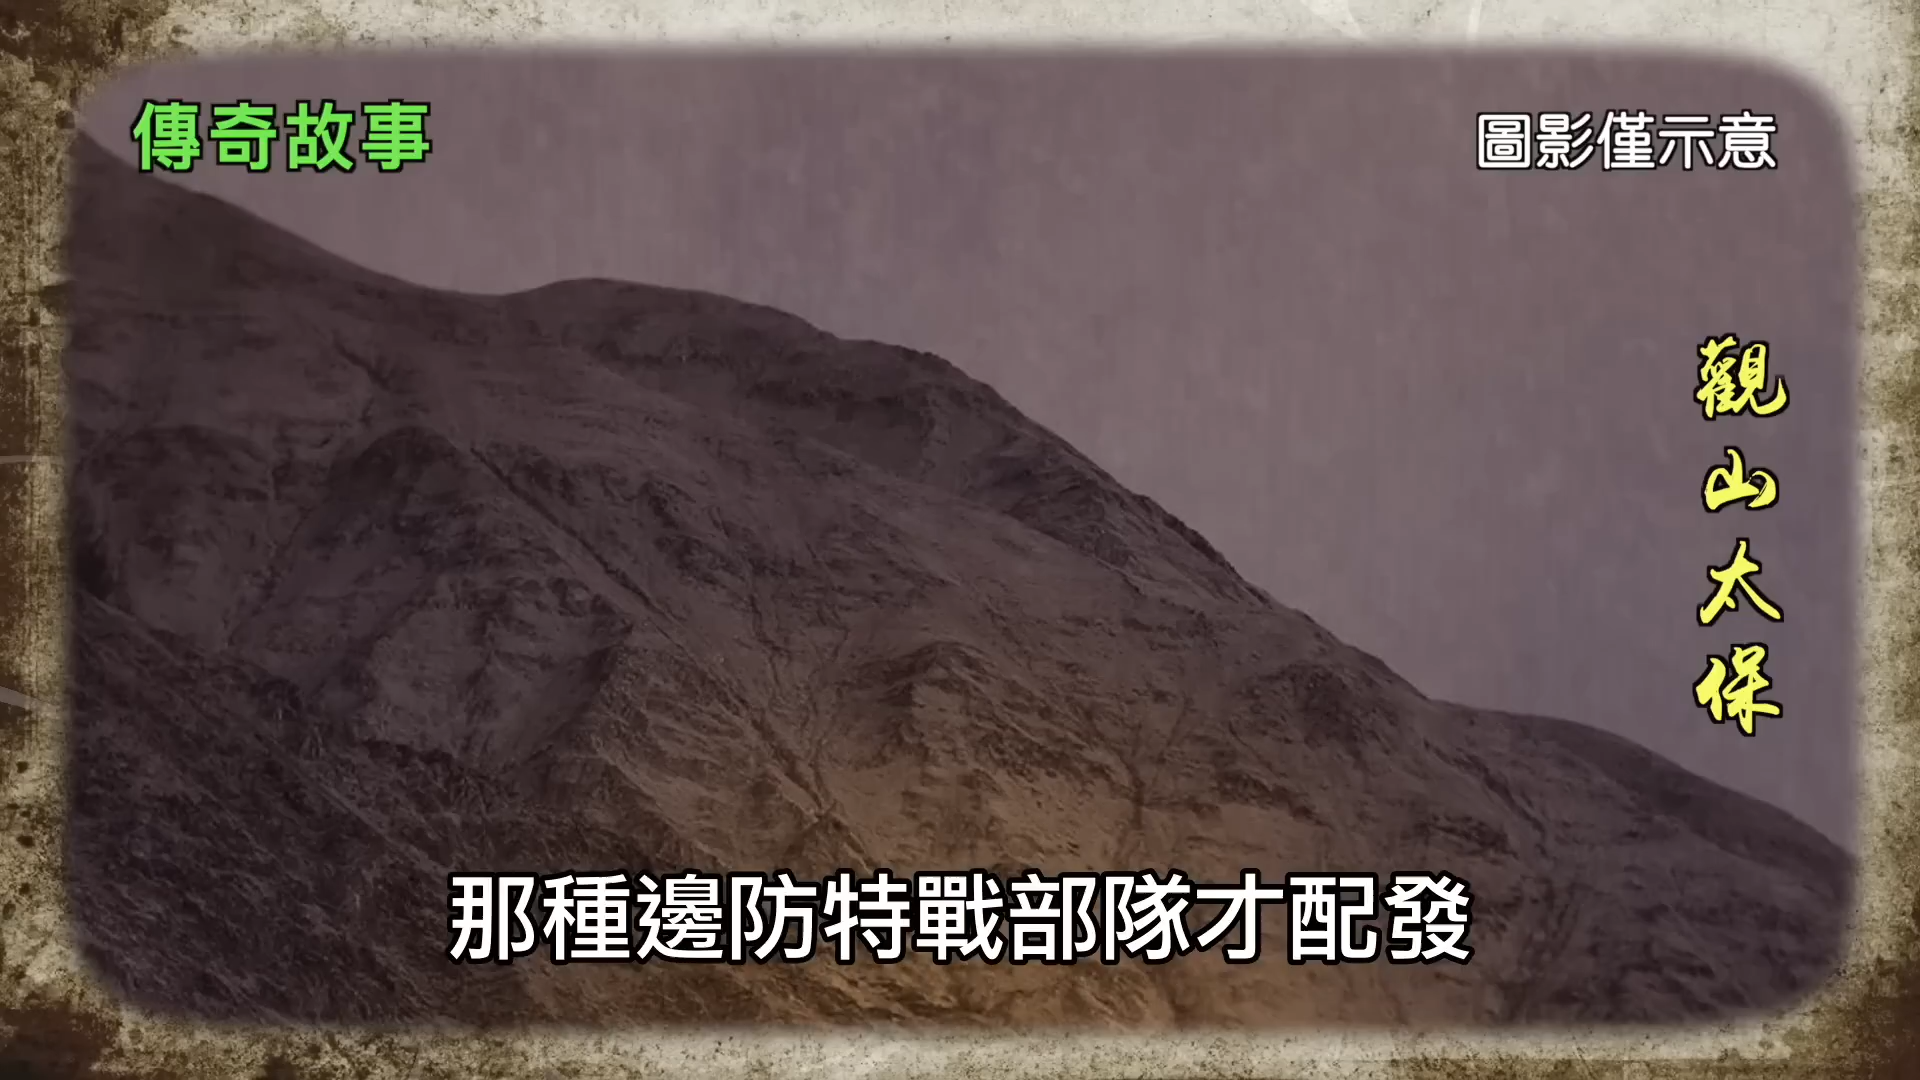 傳奇故事
圖影僅示意
觀山太保
那種邊防特戰部隊才配發